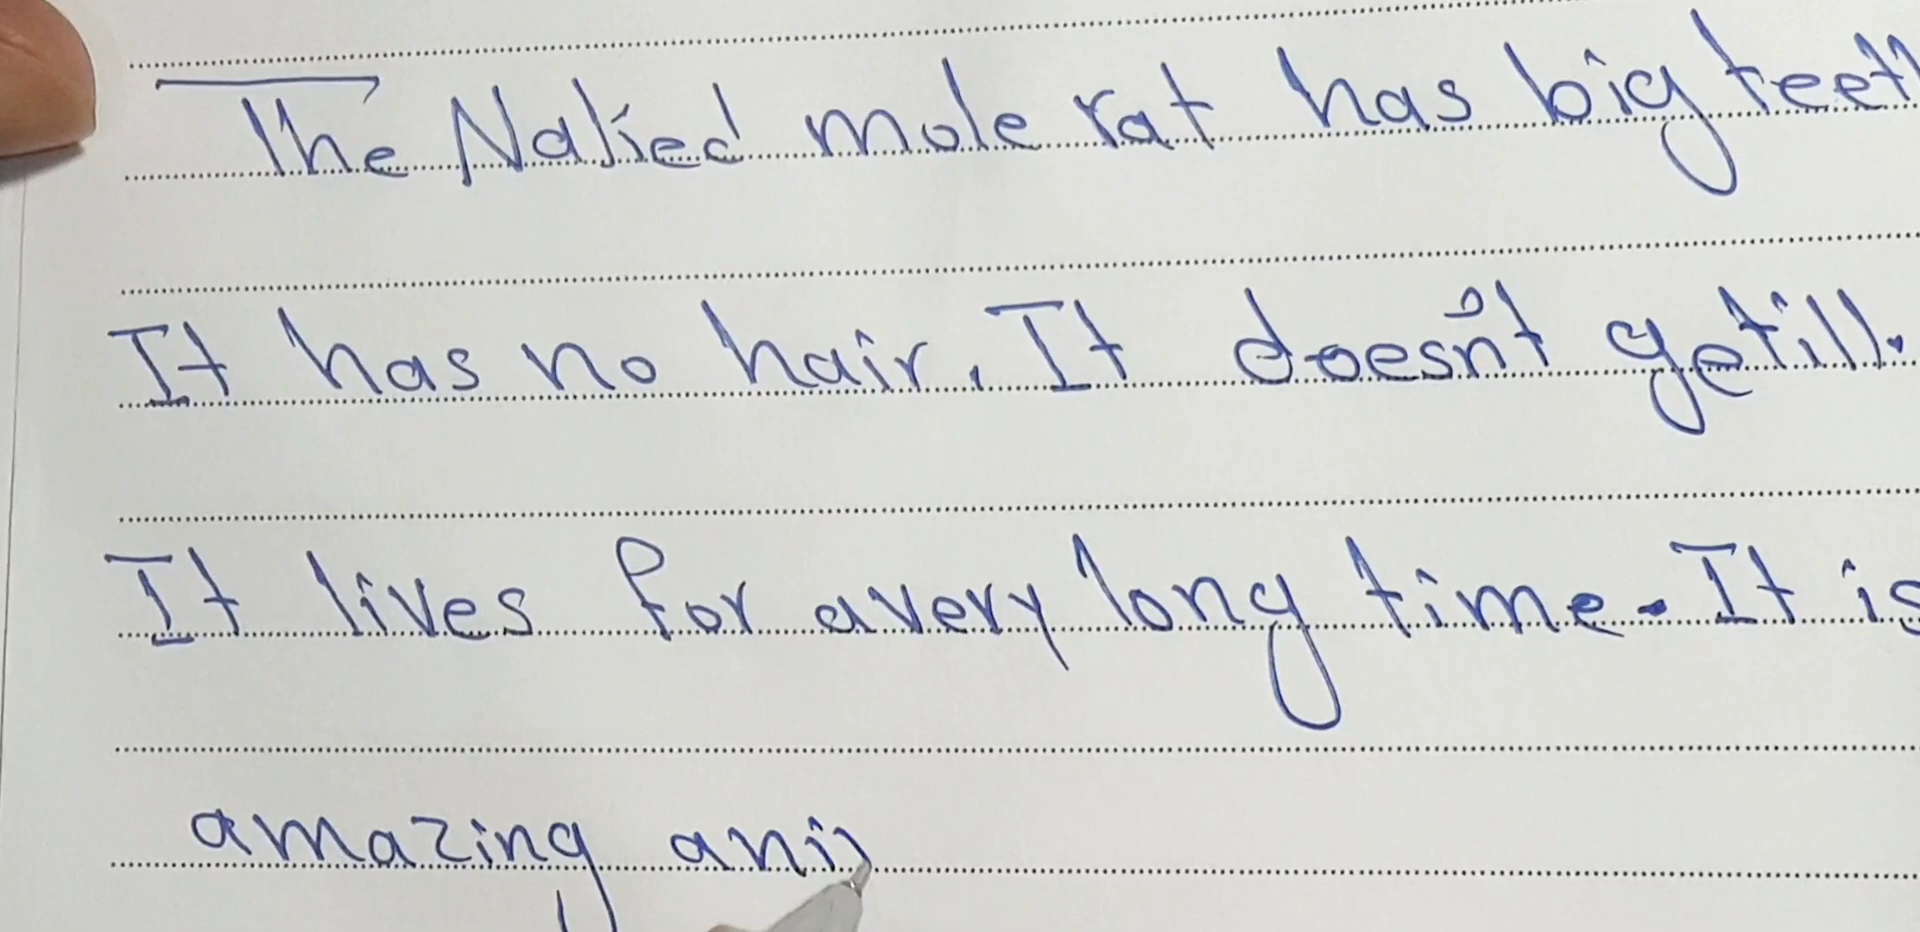 The Naked mole rat has big teeth
It has no hair. It doesn't get ill.
It lives for a very long time. It is
amazing ani